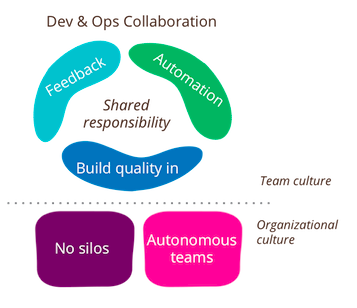 Dev & Ops Collaboration
Feedback
Automation
Shared
responsibility
Build quality in
Team culture
Organizational
culture
No silos
Autonomous
teams